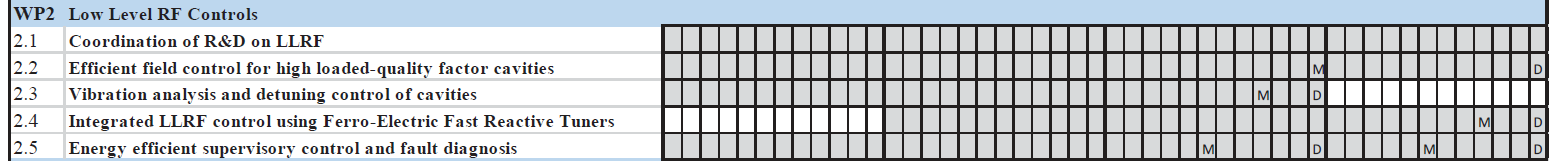 WP2 Low Level RF Controls
2.1 Coordination of R&D on LLRF
2.2 Efficient field control for high loaded-quality factor cavities M D
2.3 Vibration analysis and detuning control of cavities M D
2.4 Integrated LLRF control using Ferro-Electric Fast Reactive Tuners M D
2.5 Energy efficient supervisory control and fault diagnosis M D M D